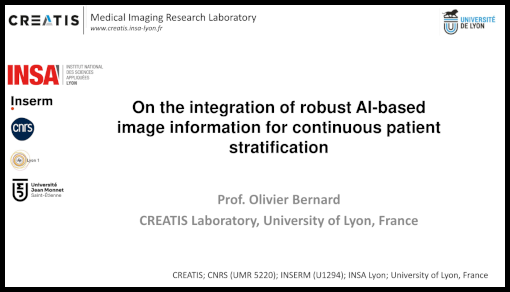 CREATIS
Medical Imaging Research Laboratory
www.creatis.insa-lyon.fr
UNIVERSITÉ
DE LYON
INSA
INSTITUT NATIONAL
DES SCIENCES
APPLIQUÉES
LYON
Inserm
cnrs
Lyon 1
Université
Jean Monnet
Saint-Etienne
On the integration of robust AI-based
image information for continuous patient
stratification
Prof. Olivier Bernard
CREATIS Laboratory, University of Lyon, France
CREATIS; CNRS (UMR 5220); INSERM (U1294); INSA Lyon; University of Lyon, France